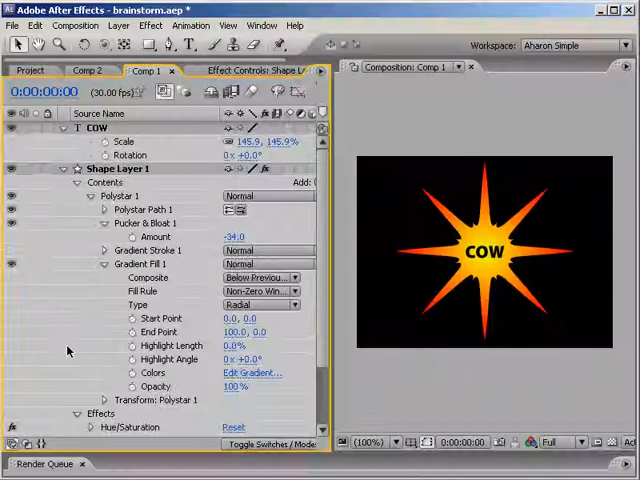 Adobe After Effects - brainstorm.aep *
File Edit Composition Layer Effect Animation View Window Help
Workspace: Aharon Simple
Project Comp 2 Comp 1 × Effect Controls: Shape La
Composition: Comp 1
0:00:00:00 (30.00 fps)
Source Name
T COW
Scale 145.9, 145.9%
Rotation 0 x +0.0°
Shape Layer 1
Contents Add:
Polystar 1 Normal
Polystar Path 1
Pucker & Bloat 1
Amount -34.0
Gradient Stroke 1 Normal
Gradient Fill 1 Normal
Composite Below Previou...
Fill Rule Non-Zero Win...
Type Radial
Start Point 0.0, 0.0
End Point 100.0, 0.0
Highlight Length 0.0%
Highlight Angle 0 x +0.0°
Colors Edit Gradient...
Opacity 100%
Transform: Polystar 1
Effects
Hue/Saturation Reset
Toggle Switches / Mode
COW
(100%) 0:00:00:00 Full
Render Queue ×